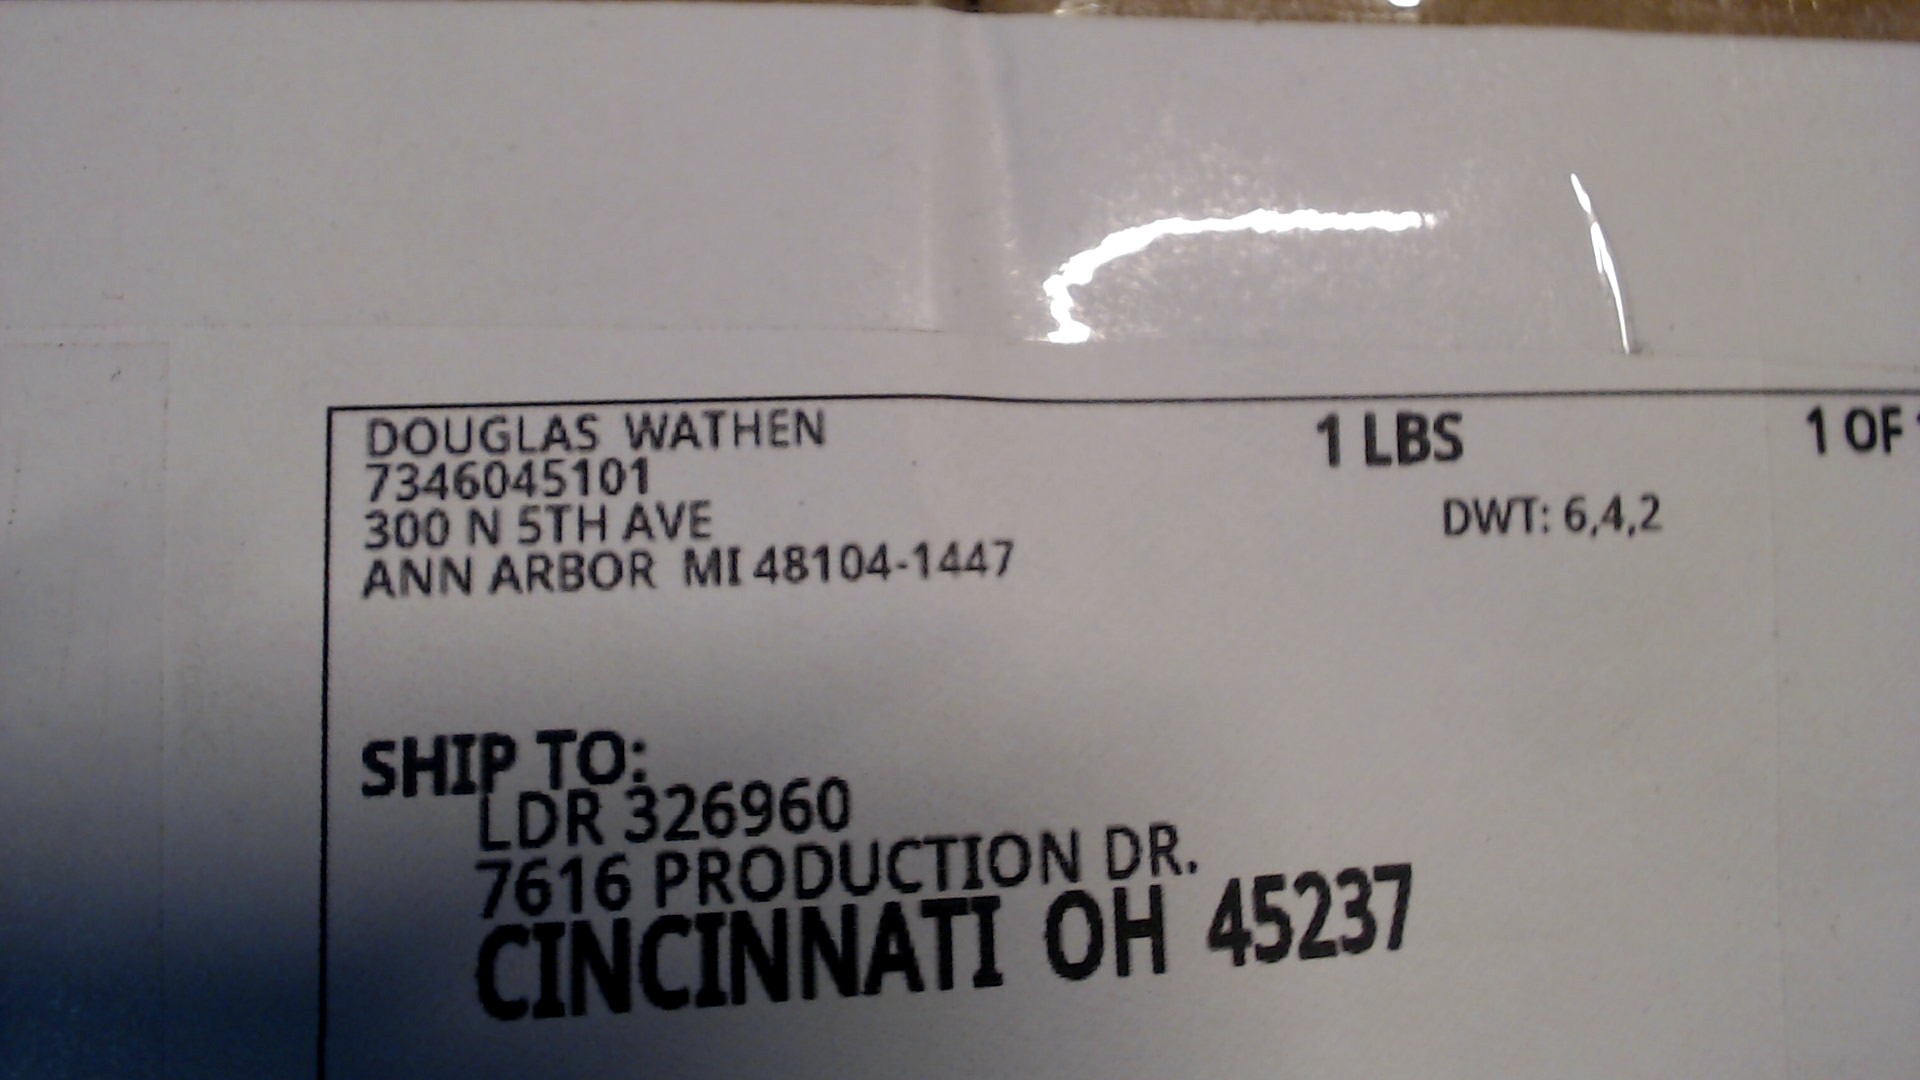 DOUGLAS WATHEN
7346045101
300 N 5TH AVE
ANN ARBOR MI 48104-1447
1 LBS
1 OF
DWT: 6,4,2
SHIP TO:
LDR 326960
7616 PRODUCTION DR.
CINCINNATI OH 45237